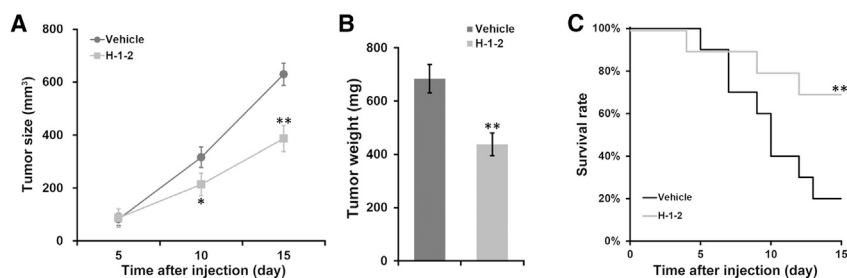 A
Vehicle
H-1-2
Tumor size (mm³)
800
600
400
200
0
**
*
5
10
15
Time after injection (day)
B
Vehicle
H-1-2
Tumor weight (mg)
800
600
400
200
0
**
C
Survival rate
100%
80%
60%
40%
20%
0%
**
Vehicle
H-1-2
0
5
10
15
Time after injection (day)